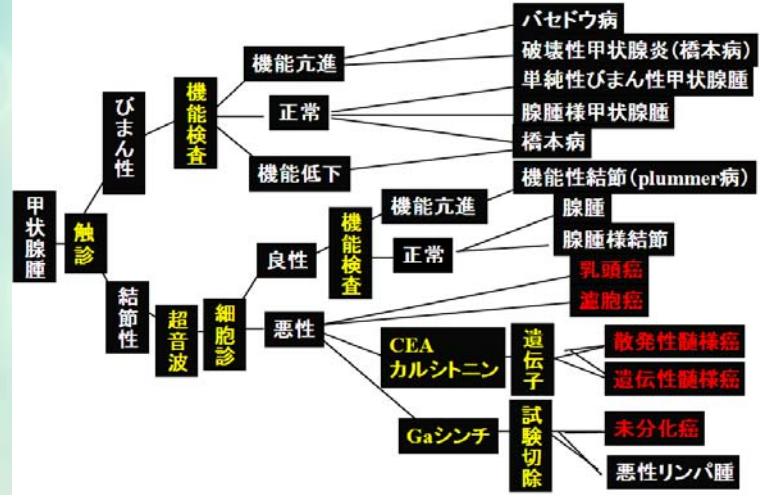 甲状腺腫
触診
びまん性
機能検査
機能亢進
正常
機能低下
バセドウ病
破壊性甲状腺炎(橋本病)
単純性びまん性甲状腺腫
腺腫様甲状腺腫
橋本病
結節性
超音波
細胞診
良性
機能検査
機能亢進
正常
機能性結節(plummer病)
腺腫
腺腫様結節
悪性
乳頭癌
濾胞癌
CEA
カルシトニン
遺伝子
散発性髄様癌
遺伝性髄様癌
Gaシンチ
試験切除
未分化癌
悪性リンパ腫